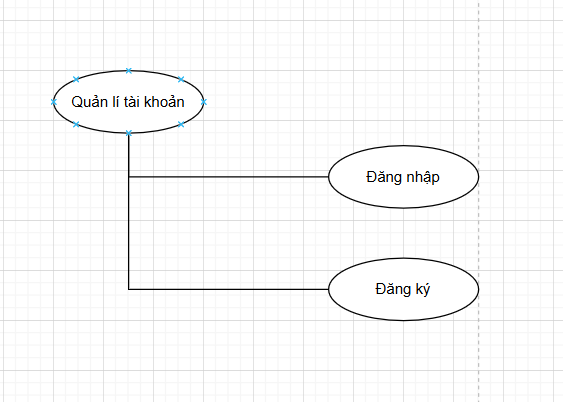 Quản lí tài khoản
Đăng nhập
Đăng ký